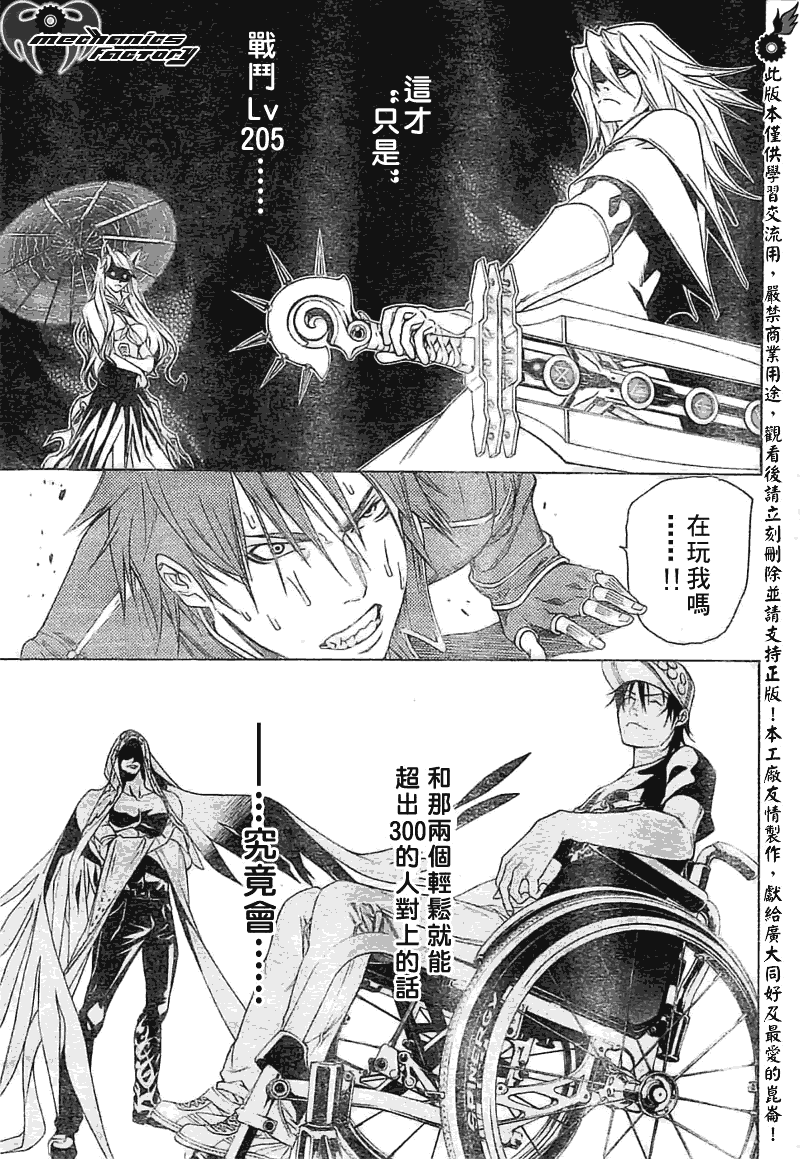 mechanics
factory
這才
“只是”
戰鬥
Lv
205……
在玩我嗎
……!!
和那兩個輕鬆就能
超出300的人對上的話
——…究竟會……
SPINERGY
此版本僅供學習交流用，嚴禁商業用途，觀看後請立刻刪除並請支持正版！本工廠友情製作，獻給廣大同好及最愛的崑崙！